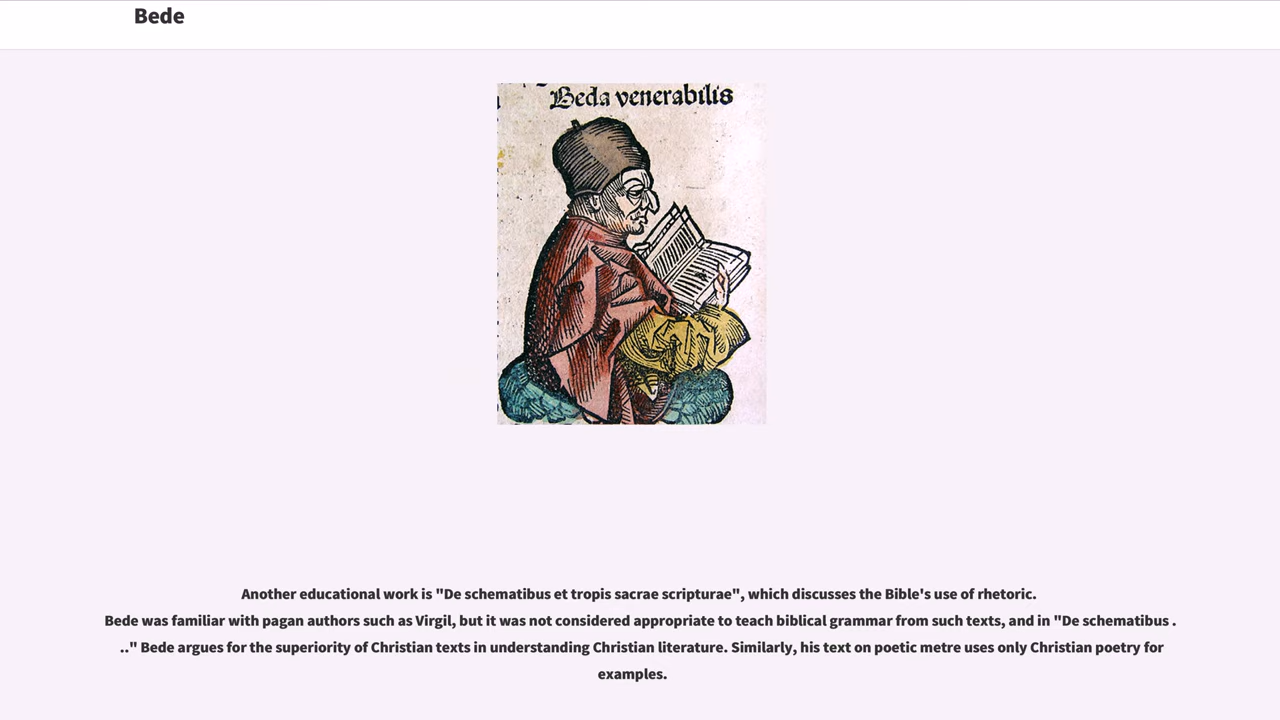 Bede
Beda venerabilis
Another educational work is "De schematibus et tropis sacrae scripturae", which discusses the Bible's use of rhetoric.
Bede was familiar with pagan authors such as Virgil, but it was not considered appropriate to teach biblical grammar from such texts, and in "De schematibus .
.." Bede argues for the superiority of Christian texts in understanding Christian literature. Similarly, his text on poetic metre uses only Christian poetry for
examples.